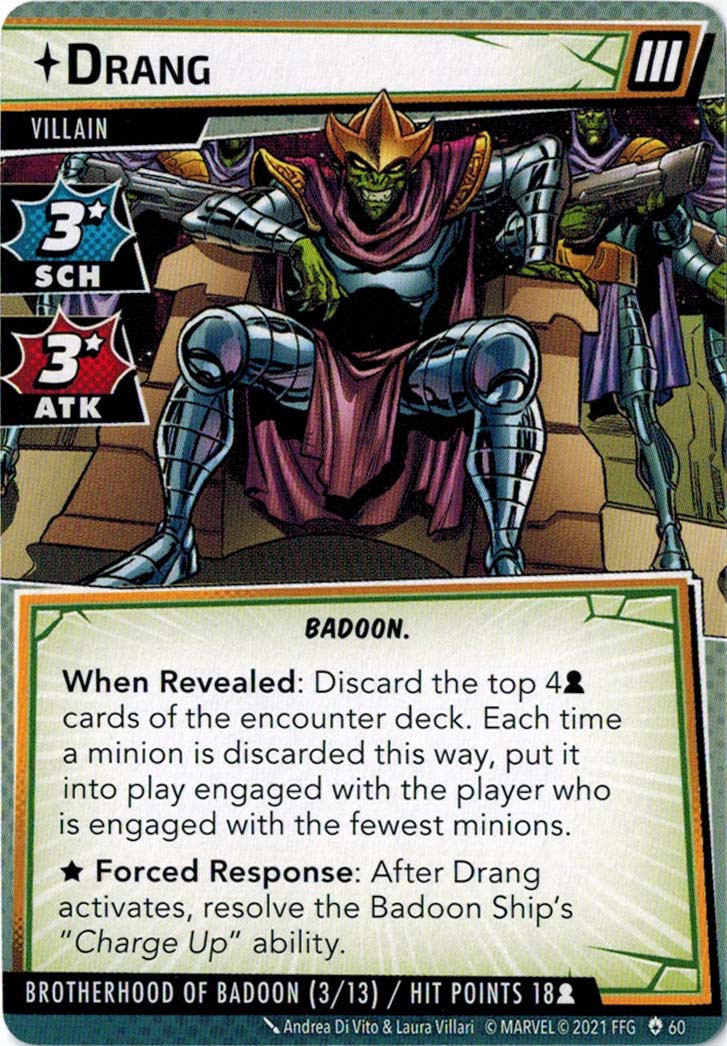 DRANG
III
VILLAIN
3★
SCH
3★
ATK
BADOON.
When Revealed: Discard the top 4
cards of the encounter deck. Each time
a minion is discarded this way, put it
into play engaged with the player who
is engaged with the fewest minions.
★ Forced Response: After Drang
activates, resolve the Badoon Ship's
"Charge Up" ability.
BROTHERHOOD OF BADOON (3/13) / HIT POINTS 18
Andrea Di Vito & Laura Villari © MARVEL © 2021 FFG 60